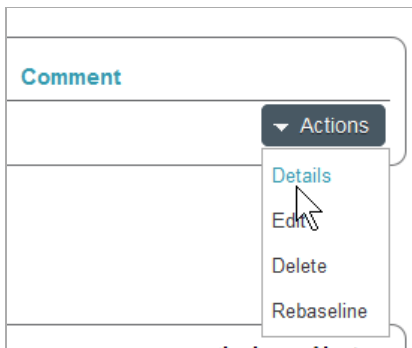 Comment
Actions
Details
Edit
Delete
Rebaseline